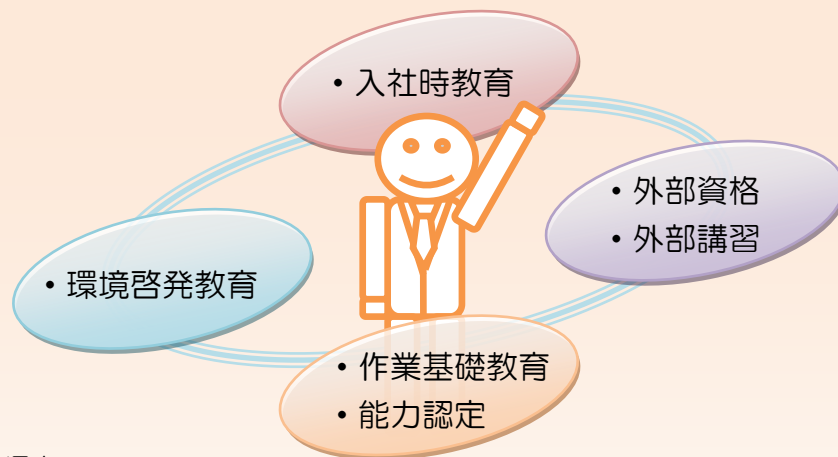 ・入社時教育
・外部資格
・外部講習
・環境啓発教育
・作業基礎教育
・能力認定